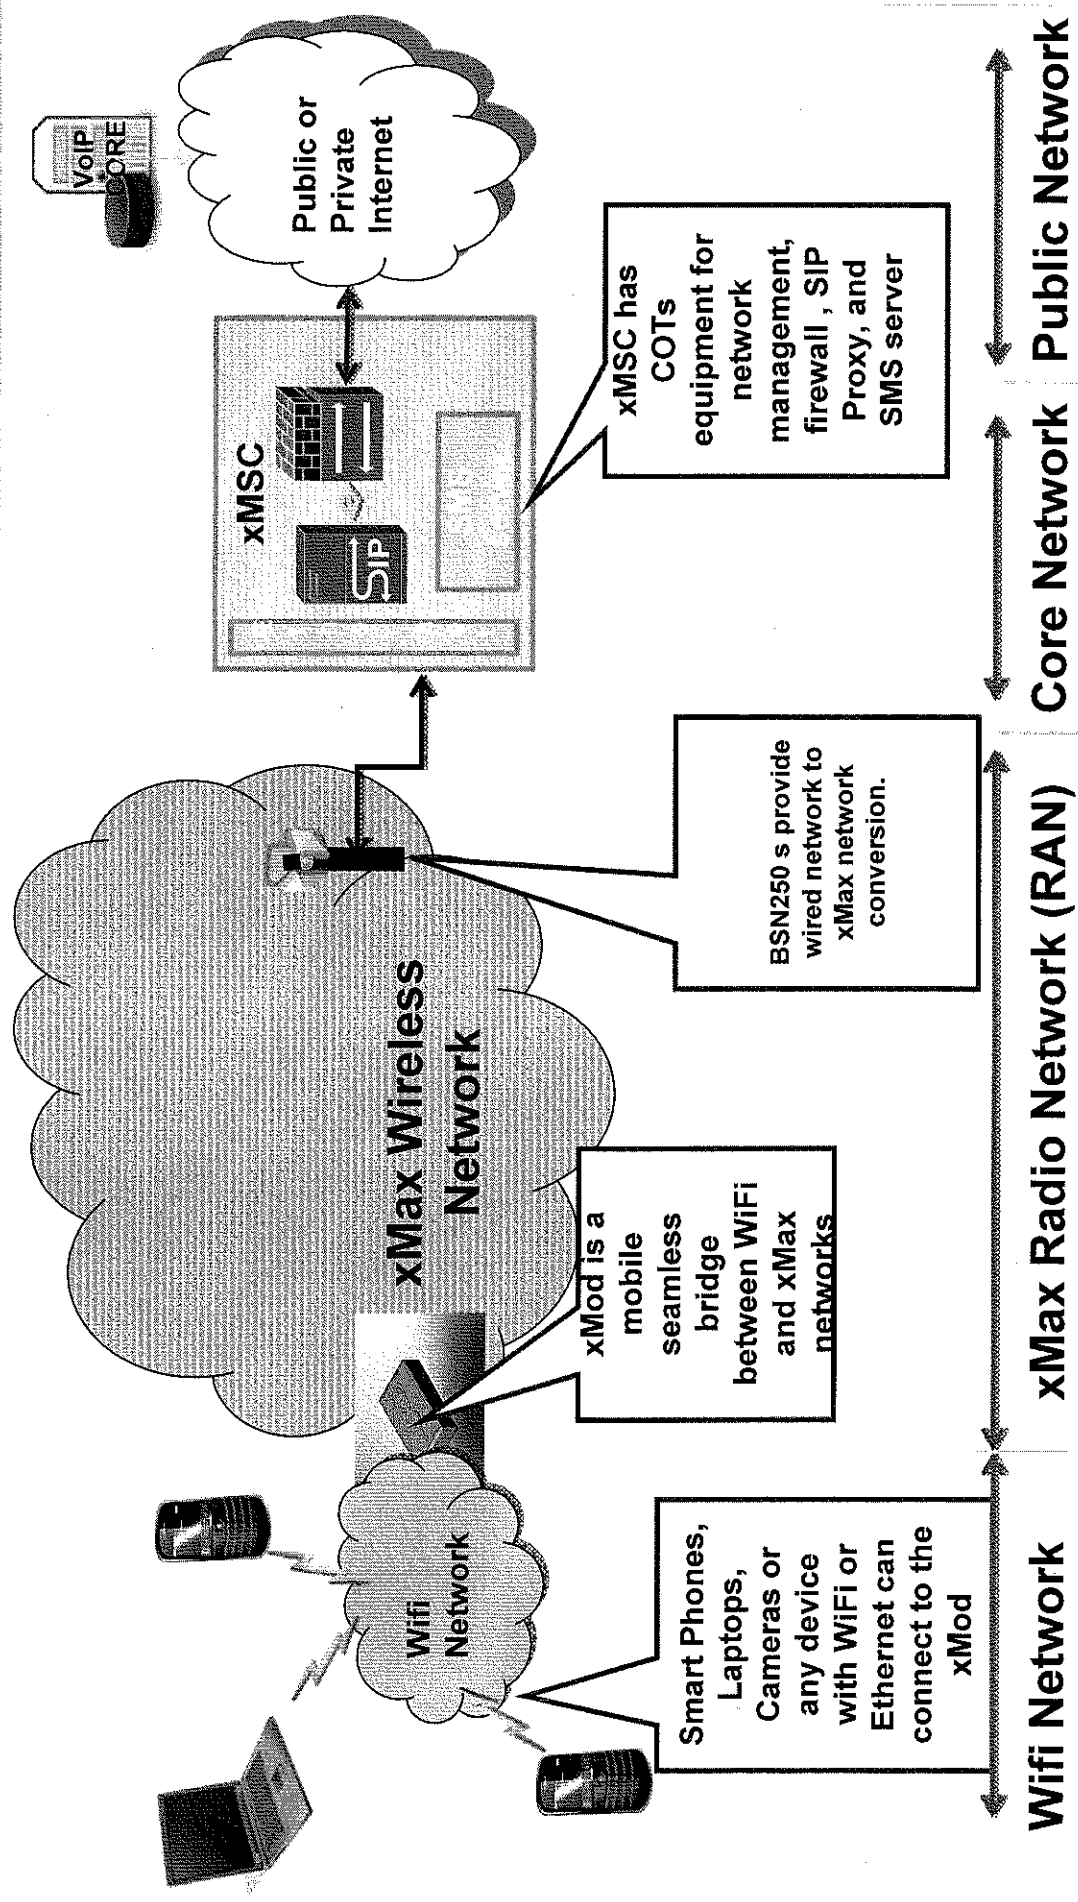 VoIP
CORE
Public or
Private
Internet
xMSC
SIP
xMax Wireless
Network
Wifi
Network
Smart Phones,
Laptops,
Cameras or
any device
with WiFi or
Ethernet can
connect to the
xMod
xMod is a
mobile
seamless
bridge
between WiFi
and xMax
networks
BSN250 s provide
wired network to
xMax network
conversion.
xMSC has
COTs
equipment for
network
management,
firewall , SIP
Proxy, and
SMS server
Wifi Network
xMax Radio Network (RAN)
Core Network
Public Network